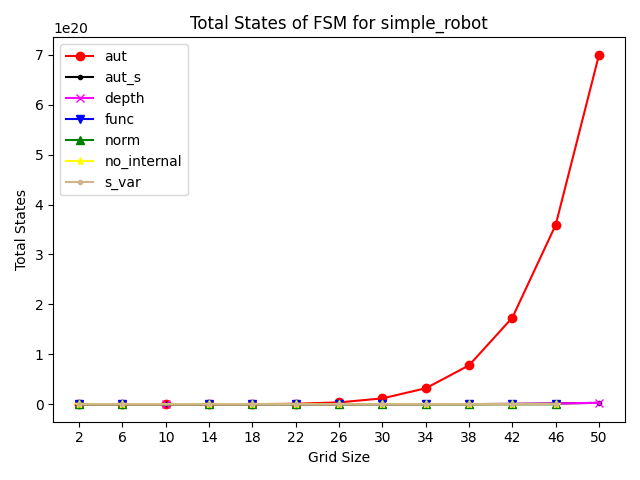 Total States of FSM for simple_robot
1e20
7
6
5
4
3
2
1
0
Total States
aut
aut_s
depth
func
norm
no_internal
s_var
2 6 10 14 18 22 26 30 34 38 42 46 50
Grid Size